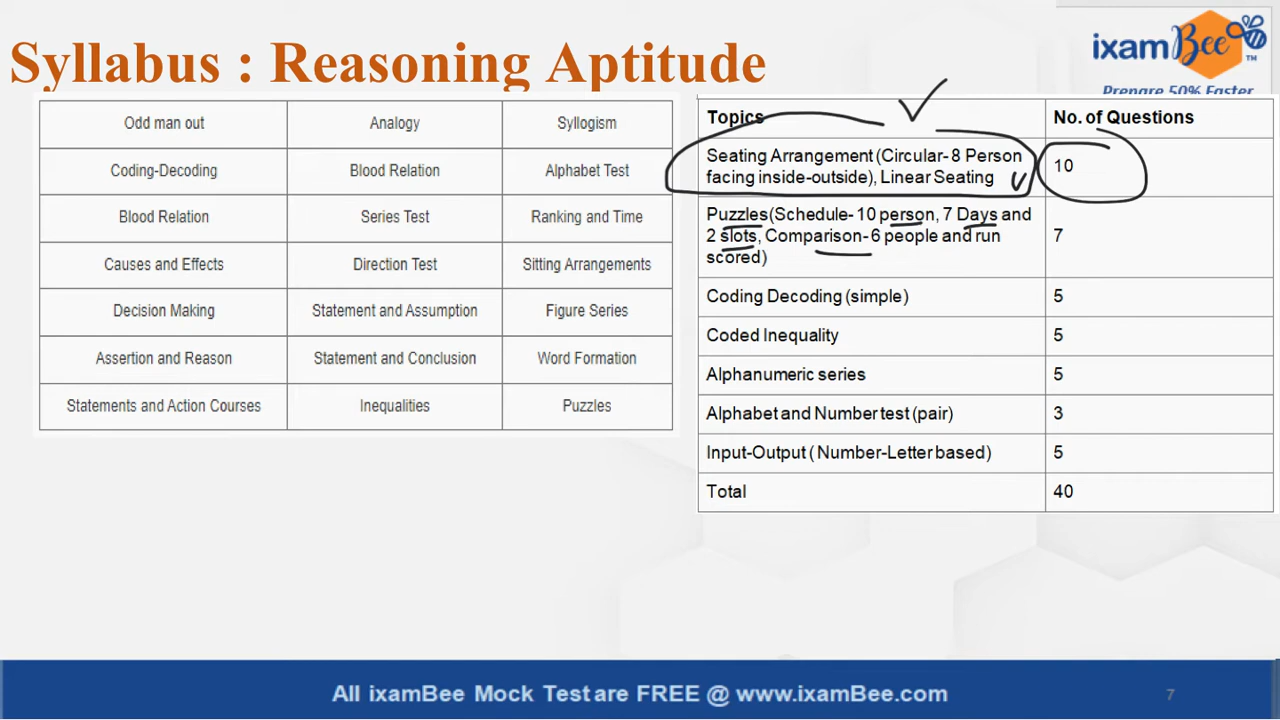 Syllabus : Reasoning Aptitude
ixamBee
TM
Prepare 50% Faster
Odd man out Analogy Syllogism
Coding-Decoding Blood Relation Alphabet Test
Blood Relation Series Test Ranking and Time
Causes and Effects Direction Test Sitting Arrangements
Decision Making Statement and Assumption Figure Series
Assertion and Reason Statement and Conclusion Word Formation
Statements and Action Courses Inequalities Puzzles
Topics No. of Questions
Seating Arrangement (Circular- 8 Person
facing inside-outside), Linear Seating 10
Puzzles(Schedule- 10 person, 7 Days and
2 slots, Comparison- 6 people and run
scored) 7
Coding Decoding (simple) 5
Coded Inequality 5
Alphanumeric series 5
Alphabet and Number test (pair) 3
Input-Output ( Number-Letter based) 5
Total 40
All ixamBee Mock Test are FREE @ www.ixamBee.com 7